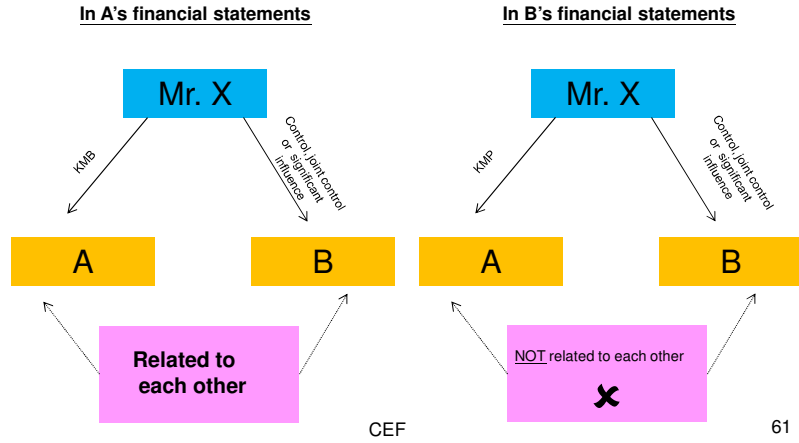 In A's financial statements
Mr. X
KMB
Control, joint control
or significant
influence
A
B
Related to
each other
In B's financial statements
Mr. X
KMP
Control, joint control
or significant
influence
A
B
NOT related to each other
✘
CEF
61